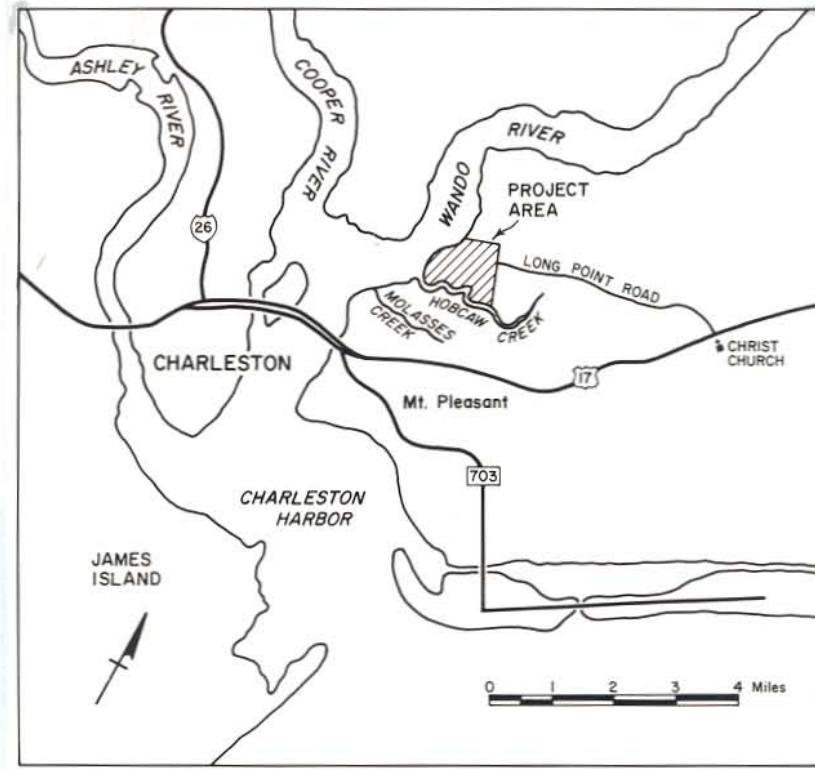 ASHLEY
RIVER
COOPER
RIVER
WANDO
RIVER
PROJECT
AREA
26
LONG POINT ROAD
HOBCAW
CREEK
MOLASSES
CREEK
CHRIST
CHURCH
CHARLESTON
17
Mt. Pleasant
703
CHARLESTON
HARBOR
JAMES
ISLAND
0 1 2 3 4 Miles